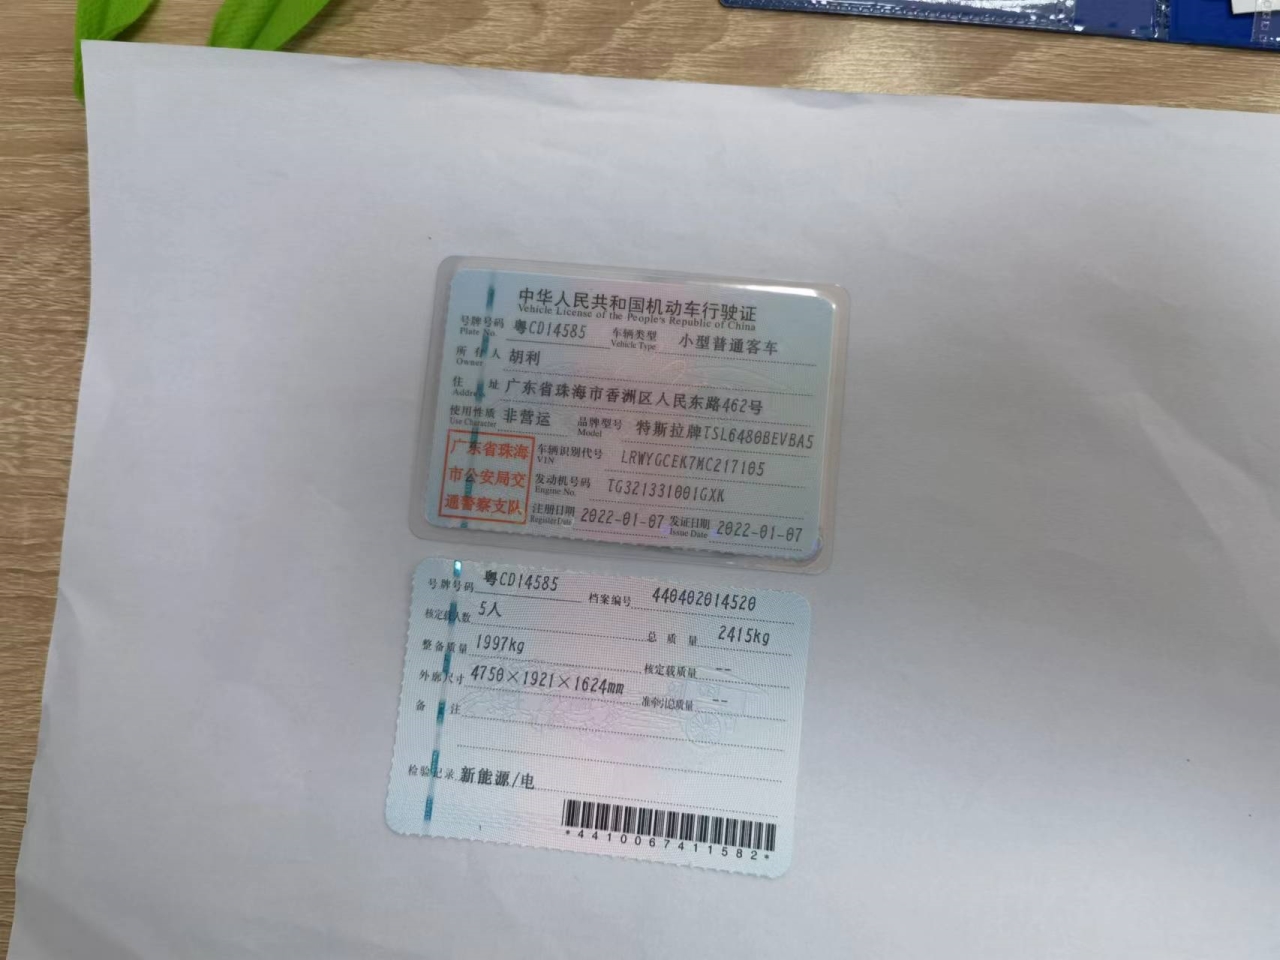 中华人民共和国机动车行驶证
Vehicle License of the People's Republic of China
号牌号码 粤CD14585 车辆类型 小型普通客车
Plate No. Vehicle Type
所有人 胡利
Owner
住址 广东省珠海市香洲区人民东路462号
Address
使用性质 非营运 品牌型号 特斯拉牌TSL6480BEVBA5
Use Character Model
广东省珠海
市公安局交
通警察支队
车辆识别代号 LRWYGCEK7MC217105
VIN
发动机号码 TG321331001GXK
Engine No.
注册日期 2022-01-07 发证日期 2022-01-07
Register Date Issue Date
号牌号码 粤CD14585 档案编号 440402014520
核定载人数 5人 总质量 2415kg
整备质量 1997kg 核定载质量 --
外廓尺寸 4750×1921×1624mm 准牵引总质量 --
备注
检验记录 新能源/电
*4410067411582*